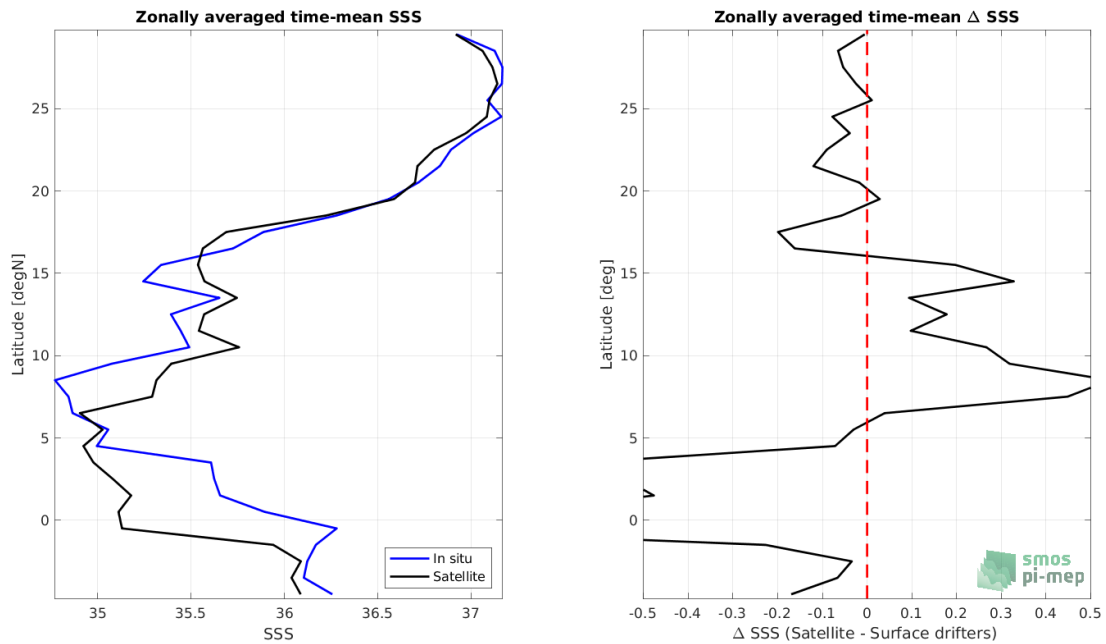 Zonally averaged time-mean SSS
Latitude [degN]
25
20
15
10
5
0
35
35.5
36
36.5
37
SSS
In situ
Satellite
Zonally averaged time-mean Δ SSS
Latitude [deg]
25
20
15
10
5
0
-0.5
-0.4
-0.3
-0.2
-0.1
0
0.1
0.2
0.3
0.4
0.5
Δ SSS (Satellite - Surface drifters)
smos
pi-mep